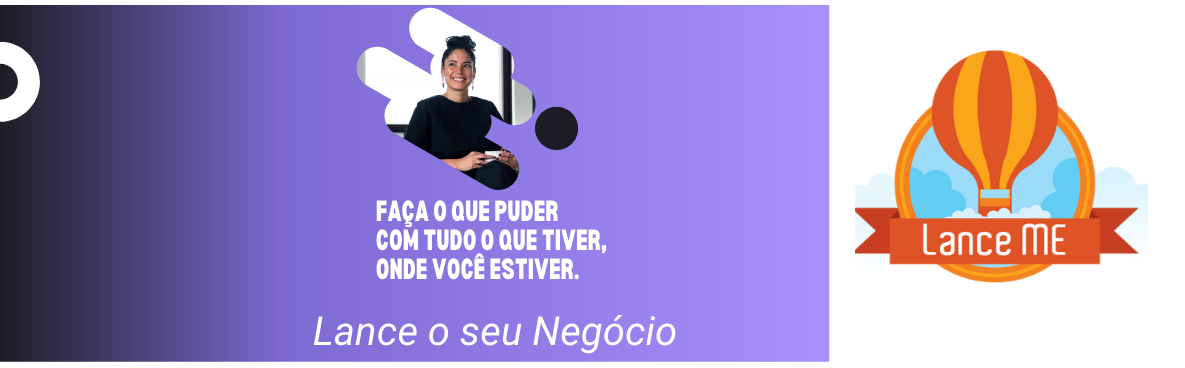 FAÇA O QUE PUDER
COM TUDO O QUE TIVER,
ONDE VOCÊ ESTIVER.
Lance o seu Negócio
Lance ME